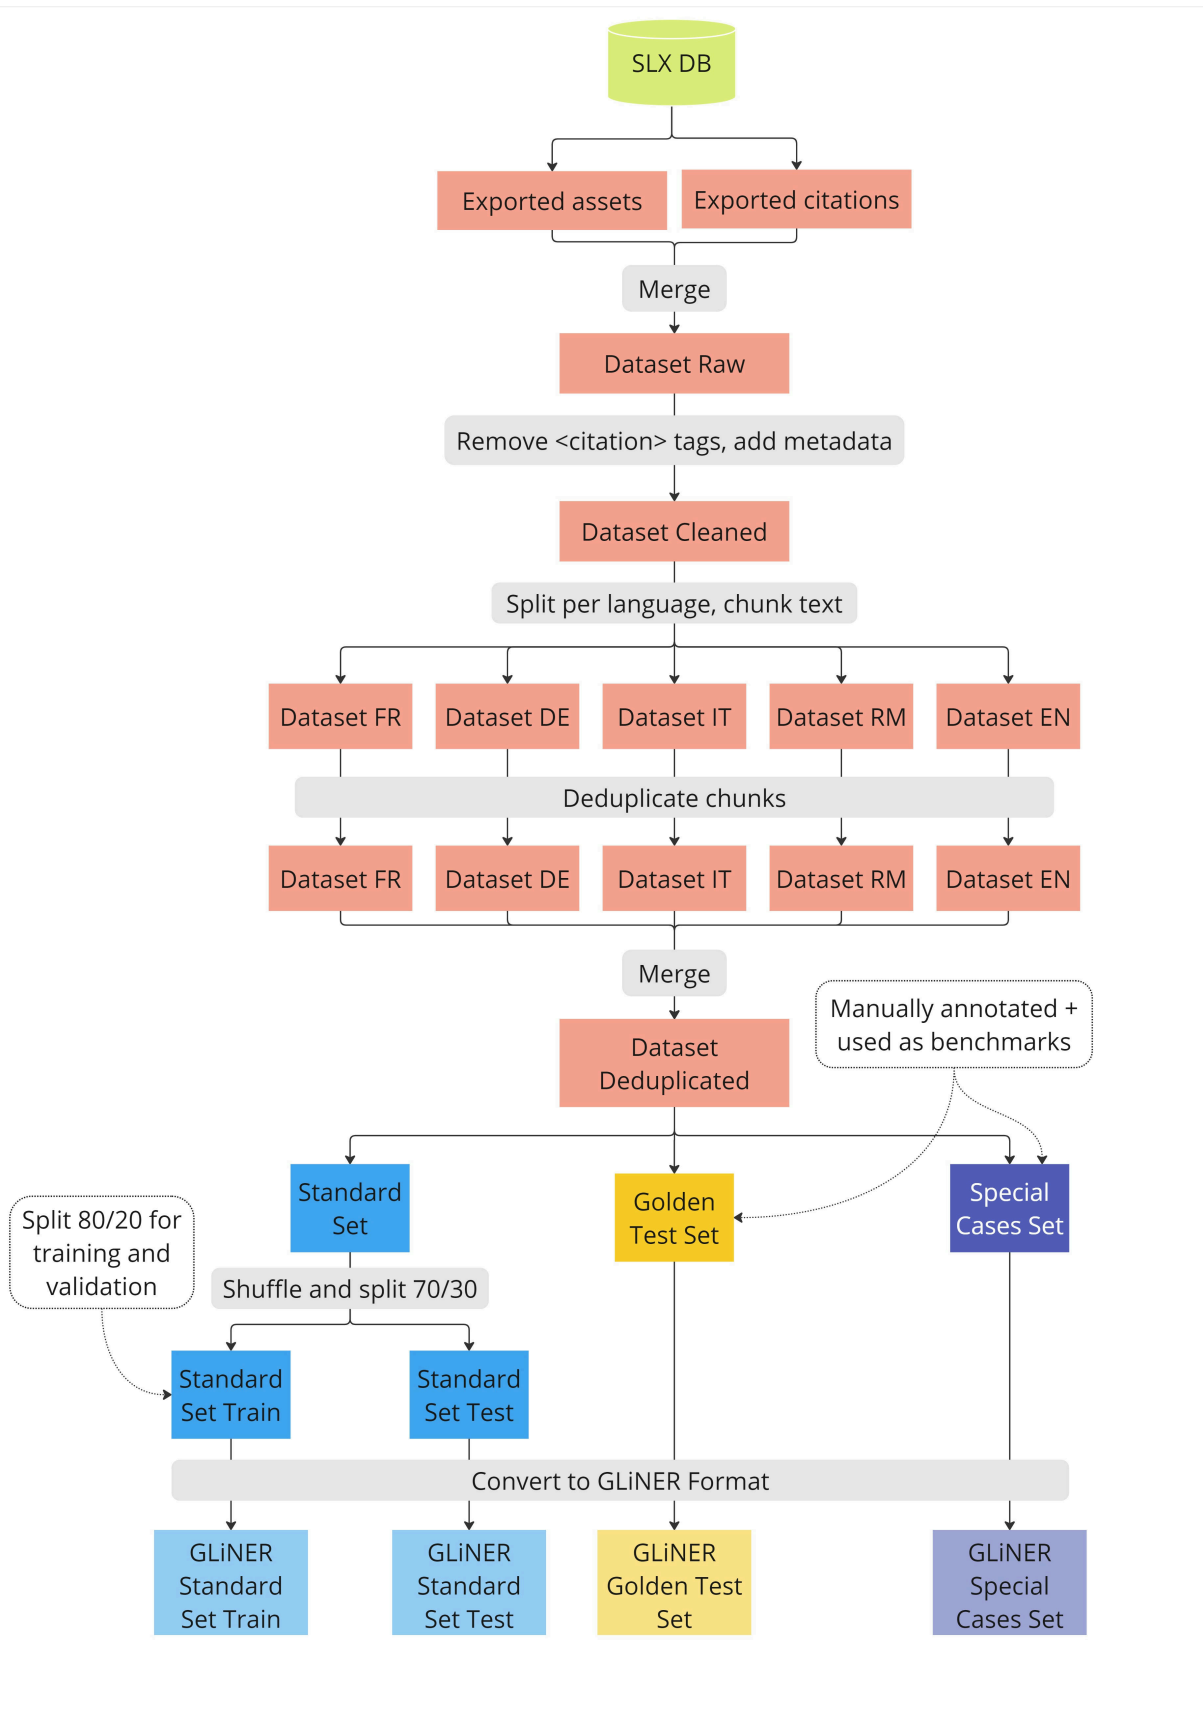 SLX DB
Exported assets
Exported citations
Merge
Dataset Raw
Remove <citation> tags, add metadata
Dataset Cleaned
Split per language, chunk text
Dataset FR
Dataset DE
Dataset IT
Dataset RM
Dataset EN
Deduplicate chunks
Dataset FR
Dataset DE
Dataset IT
Dataset RM
Dataset EN
Merge
Manually annotated +
used as benchmarks
Dataset
Deduplicated
Standard
Set
Golden
Test Set
Special
Cases Set
Split 80/20 for
training and
validation
Shuffle and split 70/30
Standard
Set Train
Standard
Set Test
Convert to GLiNER Format
GLiNER
Standard
Set Train
GLiNER
Standard
Set Test
GLiNER
Golden Test
Set
GLiNER
Special
Cases Set